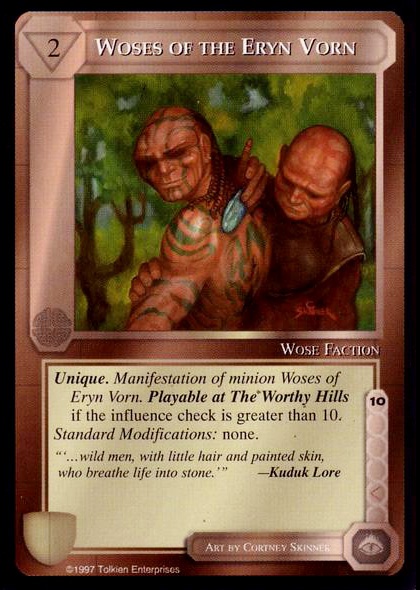 2
WOSES OF THE ERYN VORN
SKINNER
WOSE FACTION
Unique. Manifestation of minion Woses of
Eryn Vorn. Playable at The Worthy Hills
if the influence check is greater than 10.
Standard Modifications: none.
10
“‘...wild men, with little hair and painted skin,
who breathe life into stone.’” —Kuduk Lore
ART BY CORTNEY SKINNER
©1997 Tolkien Enterprises